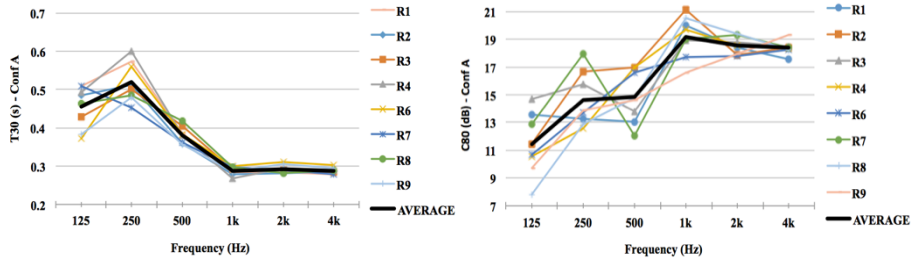 T30 (s) - Conf A
0.7
0.6
0.5
0.4
0.3
0.2
125 250 500 1k 2k 4k
Frequency (Hz)
R1
R2
R3
R4
R6
R7
R8
R9
AVERAGE
C80 (dB) - Conf A
21
19
17
15
13
11
9
7
125 250 500 1k 2k 4k
Frequency (Hz)
R1
R2
R3
R4
R6
R7
R8
R9
AVERAGE